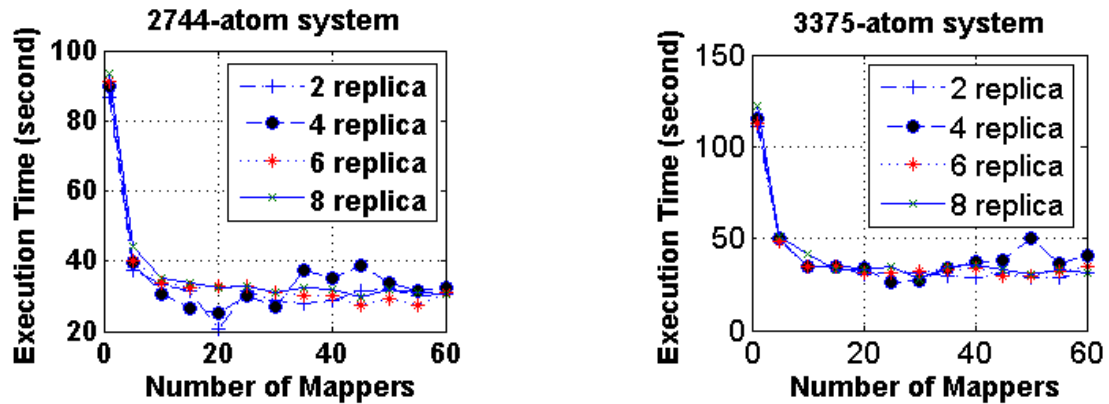 2744-atom system
100
80
60
40
20
0
20
40
60
Execution Time (second)
Number of Mappers
2 replica
4 replica
6 replica
8 replica
3375-atom system
150
100
50
0
0
20
40
60
Execution Time (second)
Number of Mappers
2 replica
4 replica
6 replica
8 replica